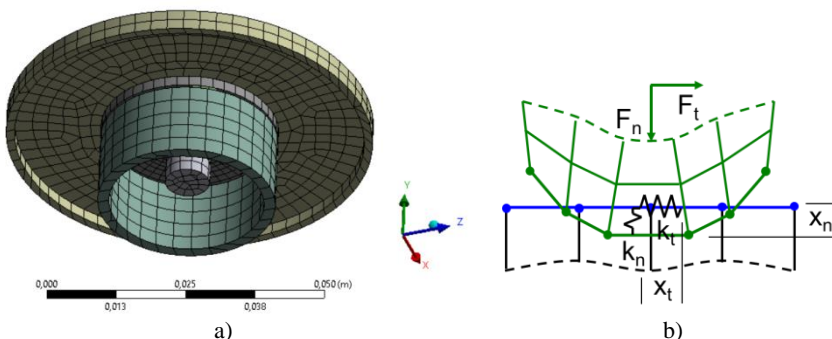 F_n F_t
Y
Z
X
k_n k_t
x_n
x_t
0,000 0,025 0,050 (m)
0,013 0,038
a) b)